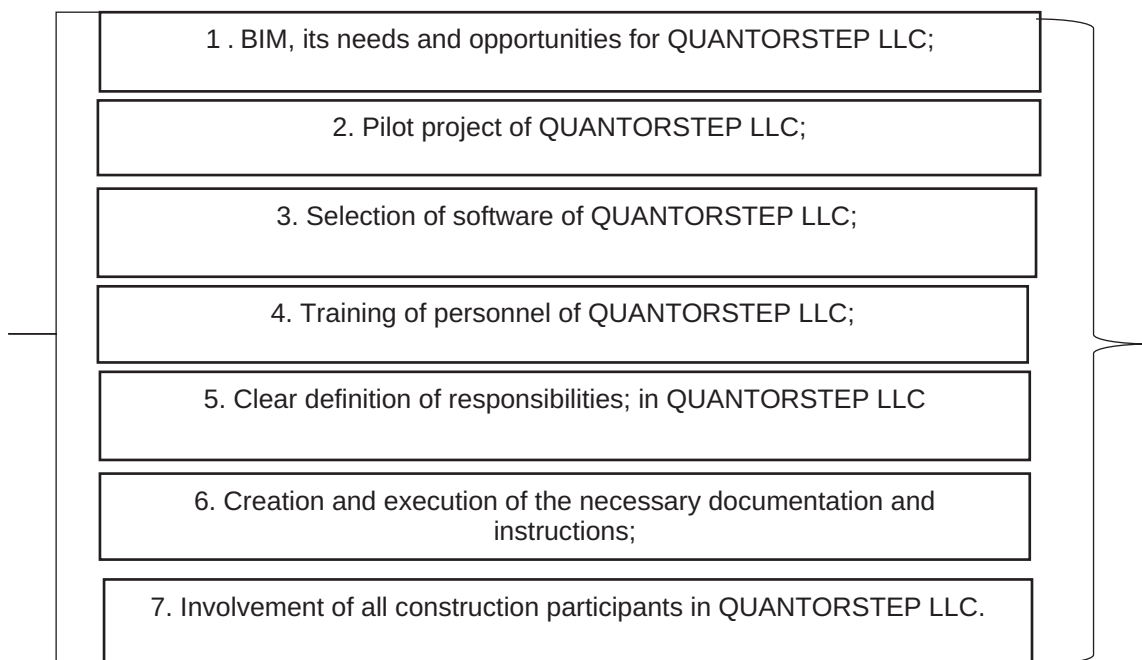 1 . BIM, its needs and opportunities for QUANTORSTEP LLC;
2. Pilot project of QUANTORSTEP LLC;
3. Selection of software of QUANTORSTEP LLC;
4. Training of personnel of QUANTORSTEP LLC;
5. Clear definition of responsibilities; in QUANTORSTEP LLC
6. Creation and execution of the necessary documentation and
instructions;
7. Involvement of all construction participants in QUANTORSTEP LLC.